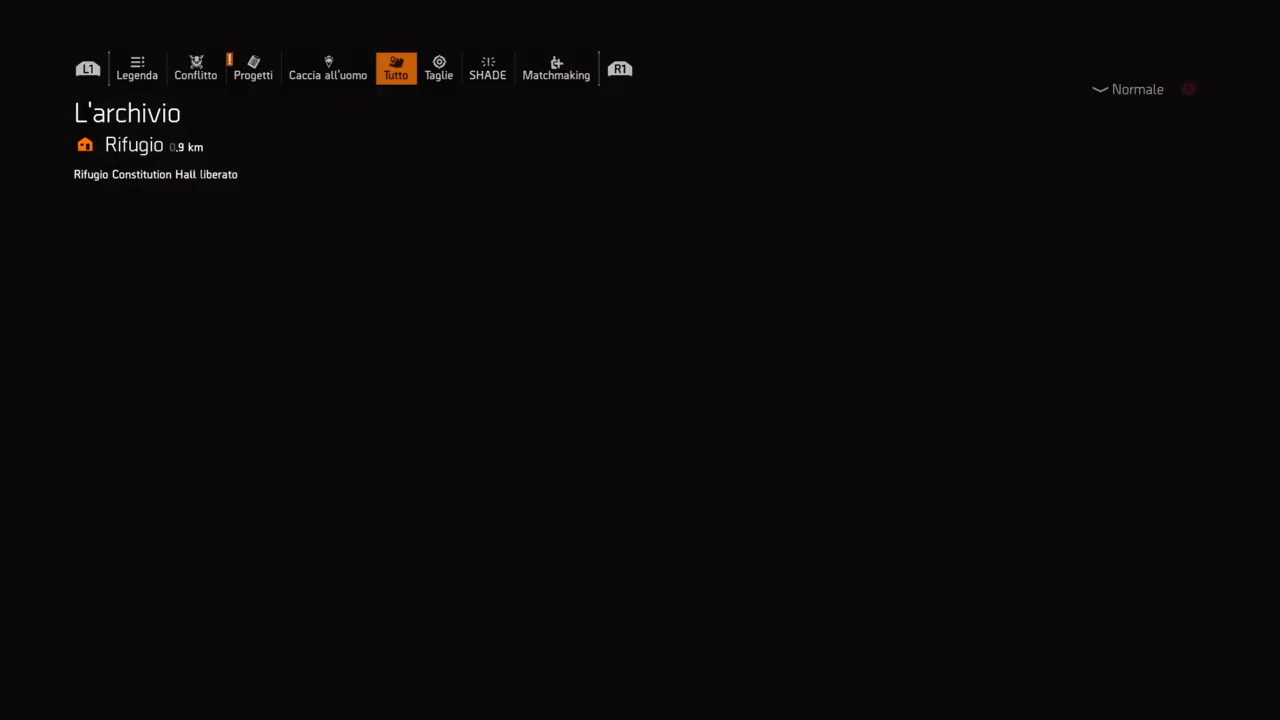 L1 Legenda Conflitto ! Progetti Caccia all'uomo Tutto Taglie SHADE Matchmaking R1
Normale
L'archivio
Rifugio 0.9 km
Rifugio Constitution Hall liberato